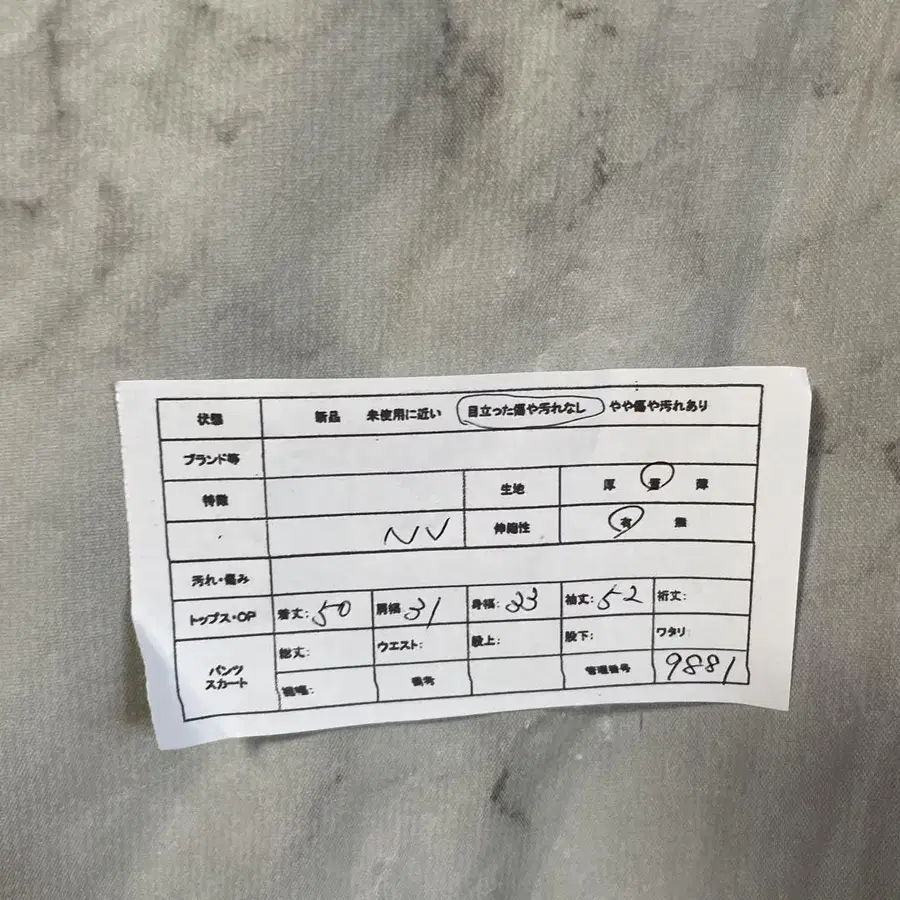 状態 新品 未使用に近い 目立った傷や汚れなし やや傷や汚れあり
ブランド等
特徴 生地 厚 普 薄
NV 伸縮性 有 無
汚れ・傷み
トップス・OP 着丈: 50 肩幅: 31 身幅: 33 袖丈: 52 裄丈:
パンツ スカート
総丈: ウエスト: 股上: 股下: ワタリ:
裾幅: 備考 管理番号 9881